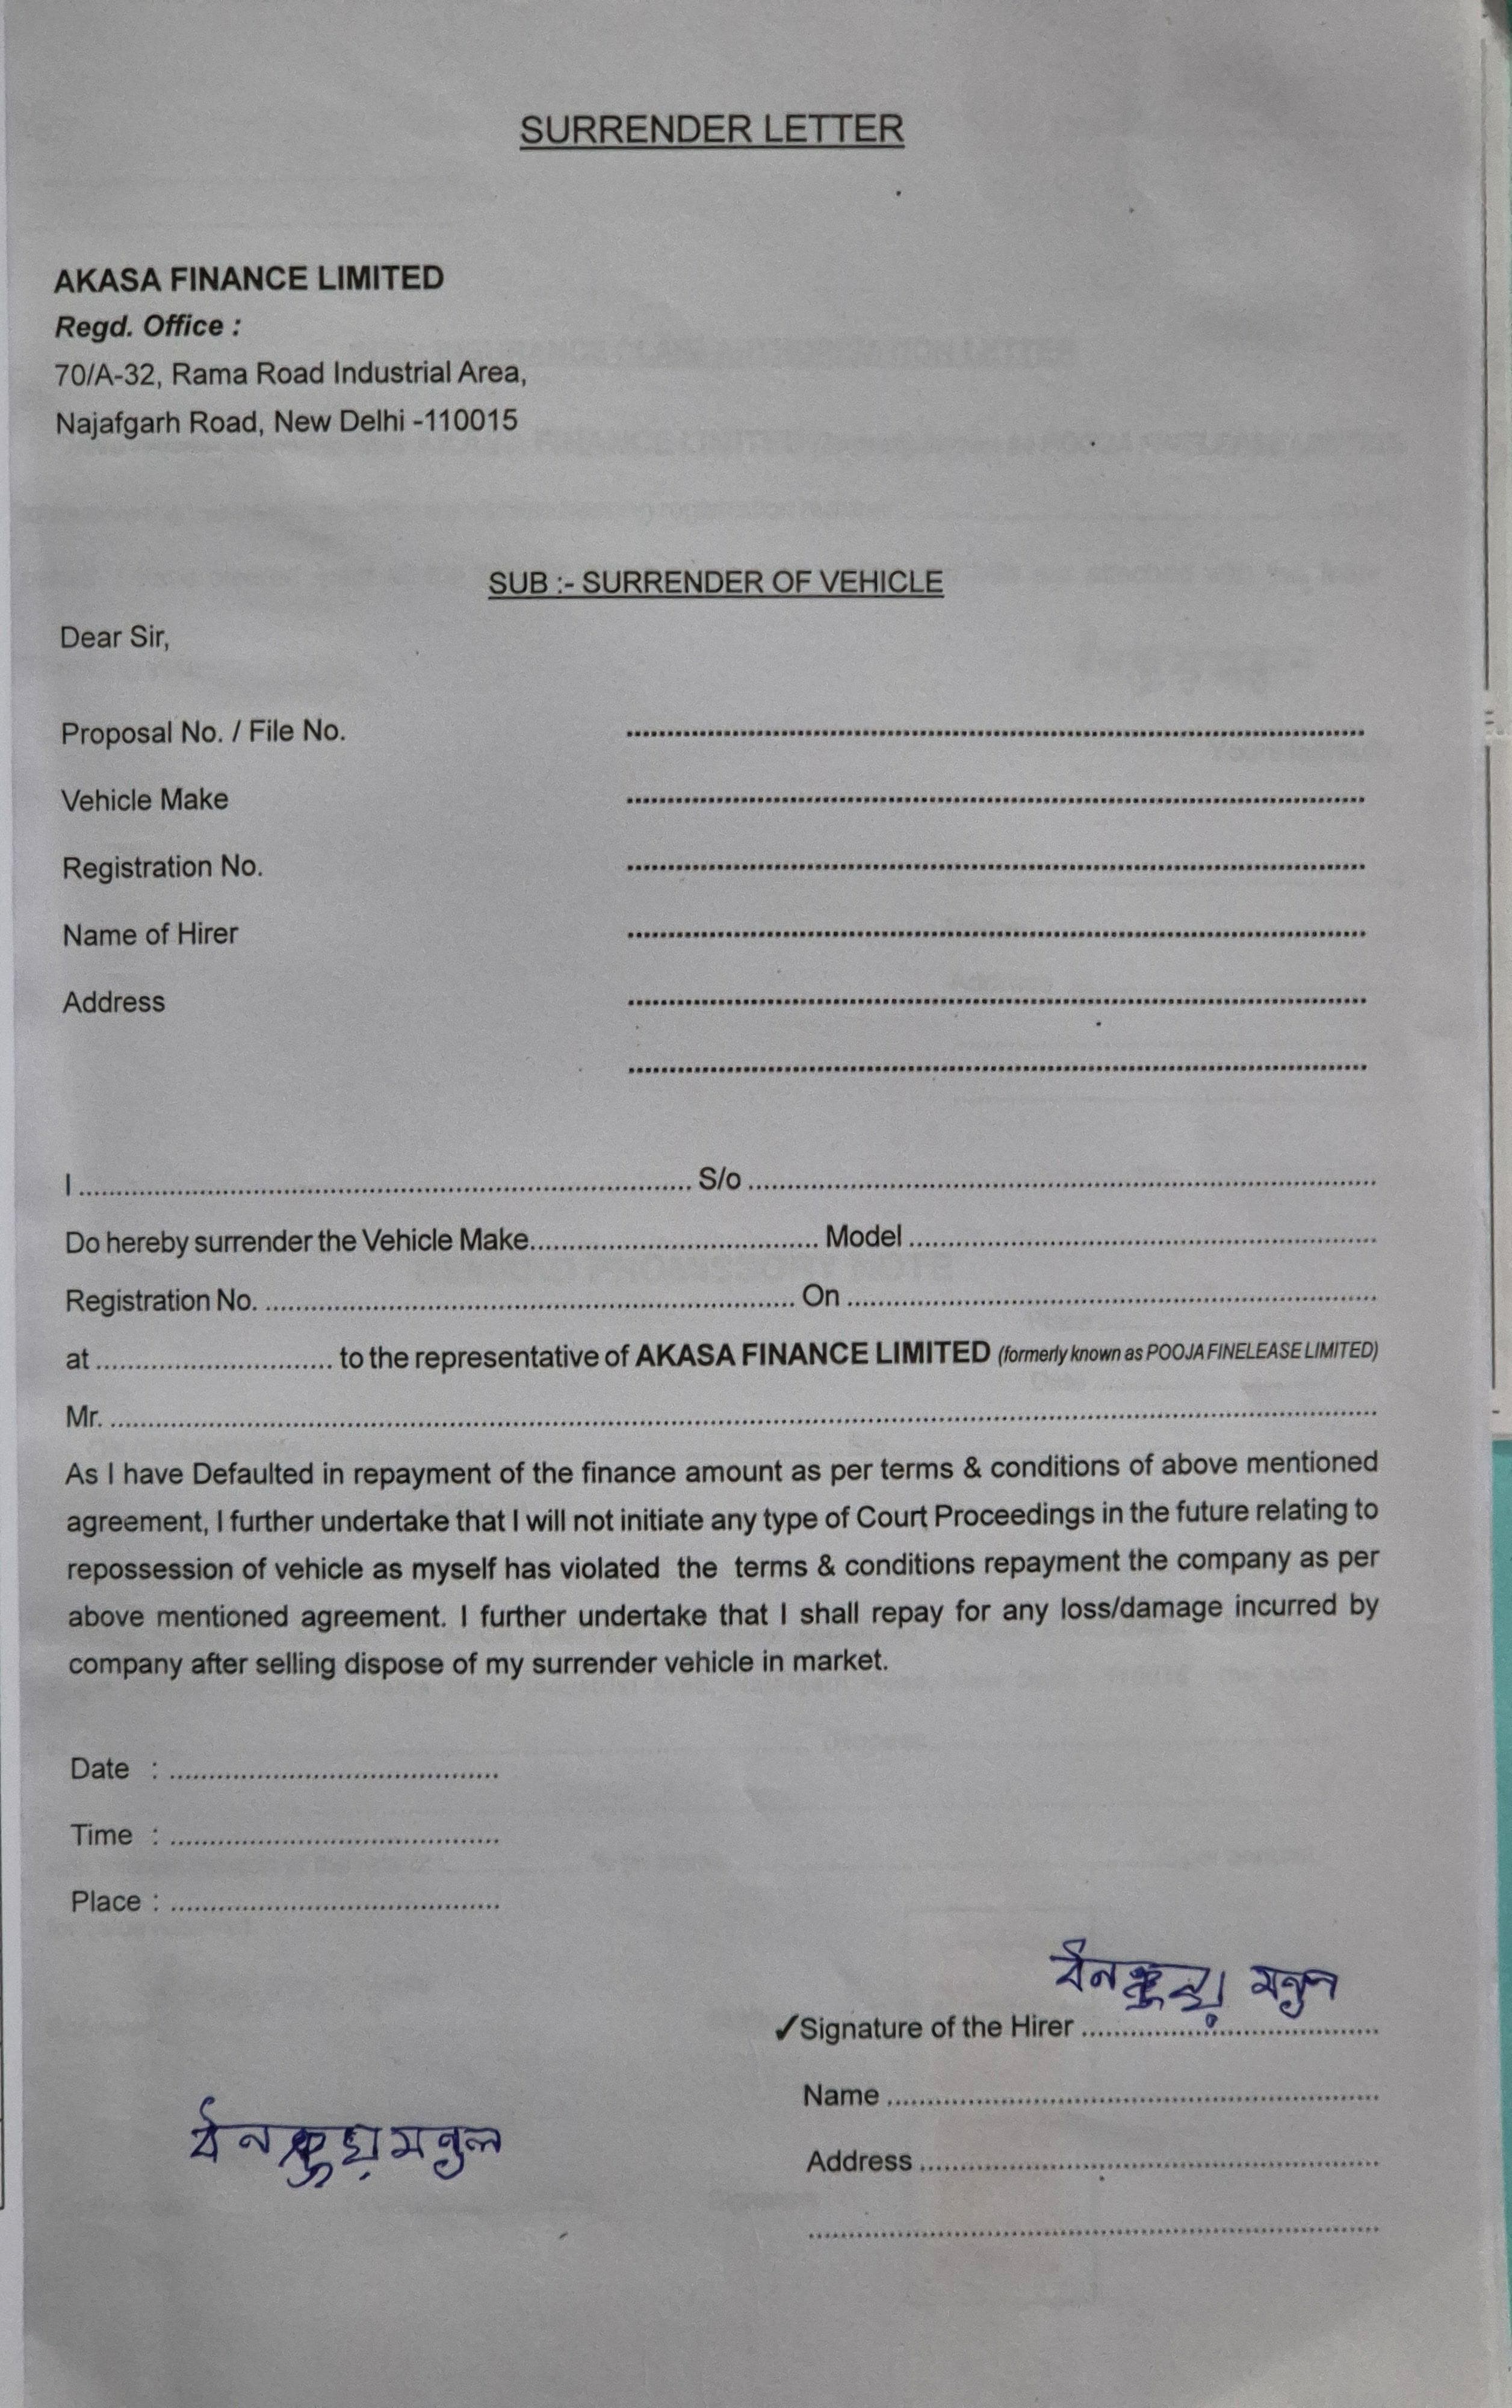 SURRENDER LETTER
AKASA FINANCE LIMITED
Regd. Office :
70/A-32, Rama Road Industrial Area,
Najafgarh Road, New Delhi -110015
SUB :- SURRENDER OF VEHICLE
Dear Sir,
Proposal No. / File No. ........................................
Vehicle Make ........................................
Registration No. ........................................
Name of Hirer ........................................
Address ........................................
........................................
I ........................................ S/o ........................................
Do hereby surrender the Vehicle Make........................................ Model ........................................
Registration No. ........................................ On ........................................
at ........................................ to the representative of AKASA FINANCE LIMITED (formerly known as POOJA FINELEASE LIMITED)
Mr. ........................................
As I have Defaulted in repayment of the finance amount as per terms & conditions of above mentioned
agreement, I further undertake that I will not initiate any type of Court Proceedings in the future relating to
repossession of vehicle as myself has violated the terms & conditions repayment the company as per
above mentioned agreement. I further undertake that I shall repay for any loss/damage incurred by
company after selling dispose of my surrender vehicle in market.
Date : ........................................
Time : ........................................
Place : ........................................
মন্ডল
✓Signature of the Hirer ........................................
Name ........................................
মন্ডল
Address ........................................
........................................